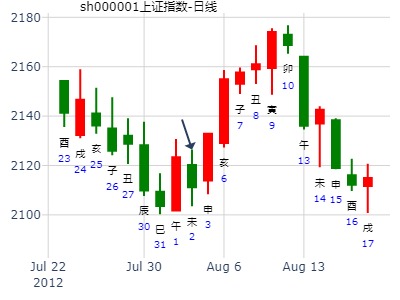 sh000001上证指数-日线
2180
2160
2140
2120
2100
酉
23
戌
24
亥
25
子
26
丑
27
辰
30
巳
31
午
1
未
2
申
3
亥
6
子
7
丑
8
寅
9
卯
10
午
13
未
14
申
15
酉
16
戌
17
Jul 22
2012
Jul 30
Aug 6
Aug 13